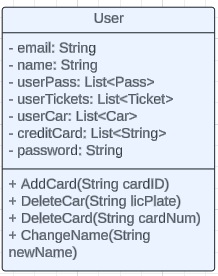 User
- email: String
- name: String
- userPass: List<Pass>
- userTickets: List<Ticket>
- userCar: List<Car>
- creditCard: List<String>
- password: String
+ AddCard(String cardID)
+ DeleteCar(String licPlate)
+ DeleteCard(String cardNum)
+ ChangeName(String
newName)